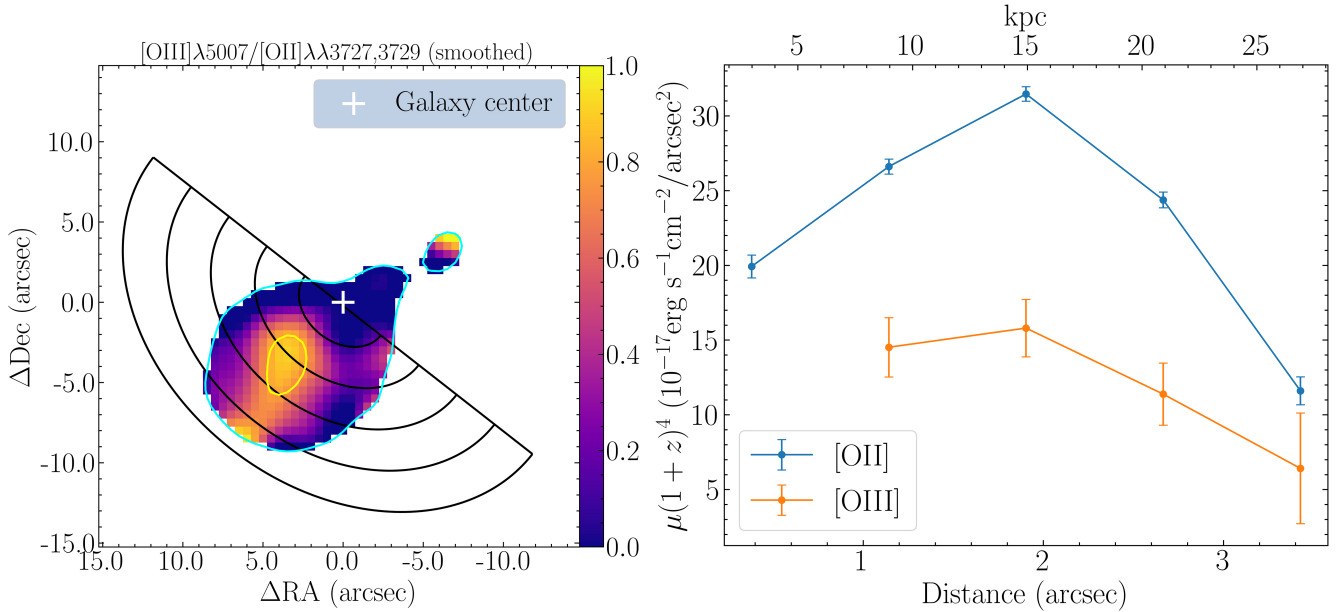 [OIII]λ5007/[OII]λλ3727,3729 (smoothed)
Galaxy center
ΔDec (arcsec)
10.0
5.0
0.0
-5.0
-10.0
-15.0
15.0 10.0 5.0 0.0 -5.0 -10.0
ΔRA (arcsec)
1.0
0.8
0.6
0.4
0.2
0.0
kpc
5 10 15 20 25
μ(1 + z)⁴ (10⁻¹⁷erg s⁻¹cm⁻²/arcsec²)
30
25
20
15
10
5
[OII]
[OIII]
1 2 3
Distance (arcsec)